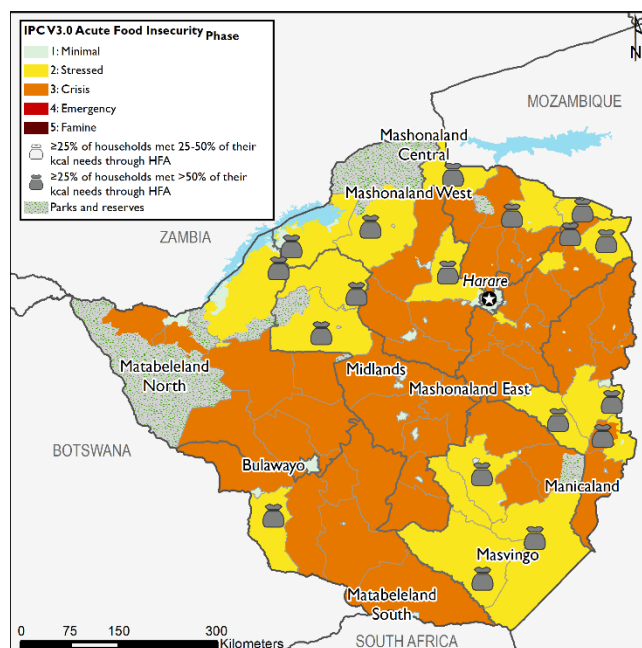 IPC V3.0 Acute Food Insecurity Phase
1: Minimal
2: Stressed
3: Crisis
4: Emergency
5: Famine
≥25% of households met 25-50% of their
kcal needs through HFA
≥25% of households met >50% of their
kcal needs through HFA
Parks and reserves
N
MOZAMBIQUE
Mashonaland
Central
Mashonaland West
ZAMBIA
Harare
Matabeleland
North
Midlands
Mashonaland East
BOTSWANA
Bulawayo
Manicaland
Masvingo
Matabeleland
South
0 75 150 300
Kilometers
SOUTH AFRICA